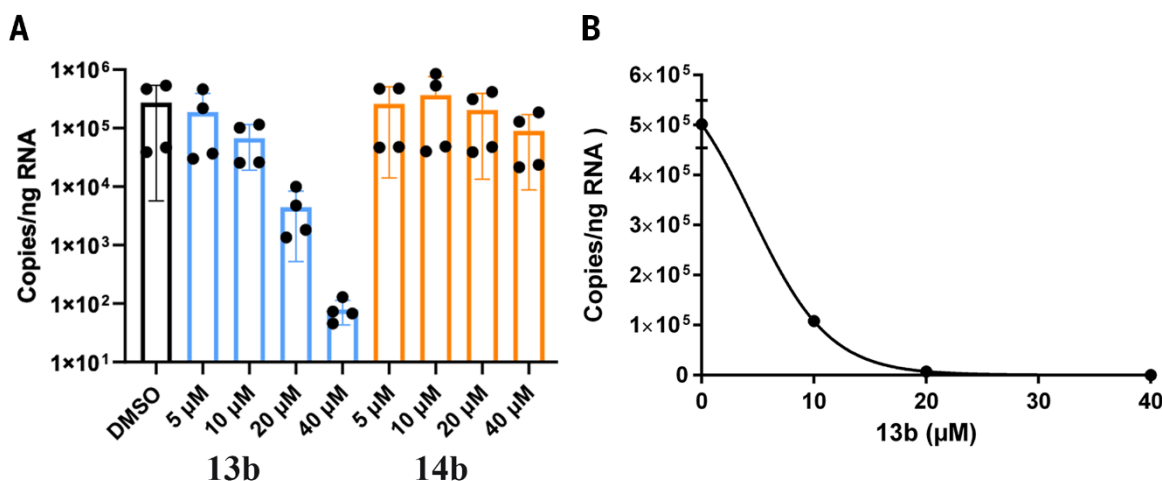 A
Copies/ng RNA
1×10⁶
1×10⁵
1×10⁴
1×10³
1×10²
1×10¹
DMSO
5 µM
10 µM
20 µM
40 µM
5 µM
10 µM
20 µM
40 µM
13b
14b
B
Copies/ng RNA )
6×10⁵
5×10⁵
4×10⁵
3×10⁵
2×10⁵
1×10⁵
0
0
10
20
30
40
13b (µM)